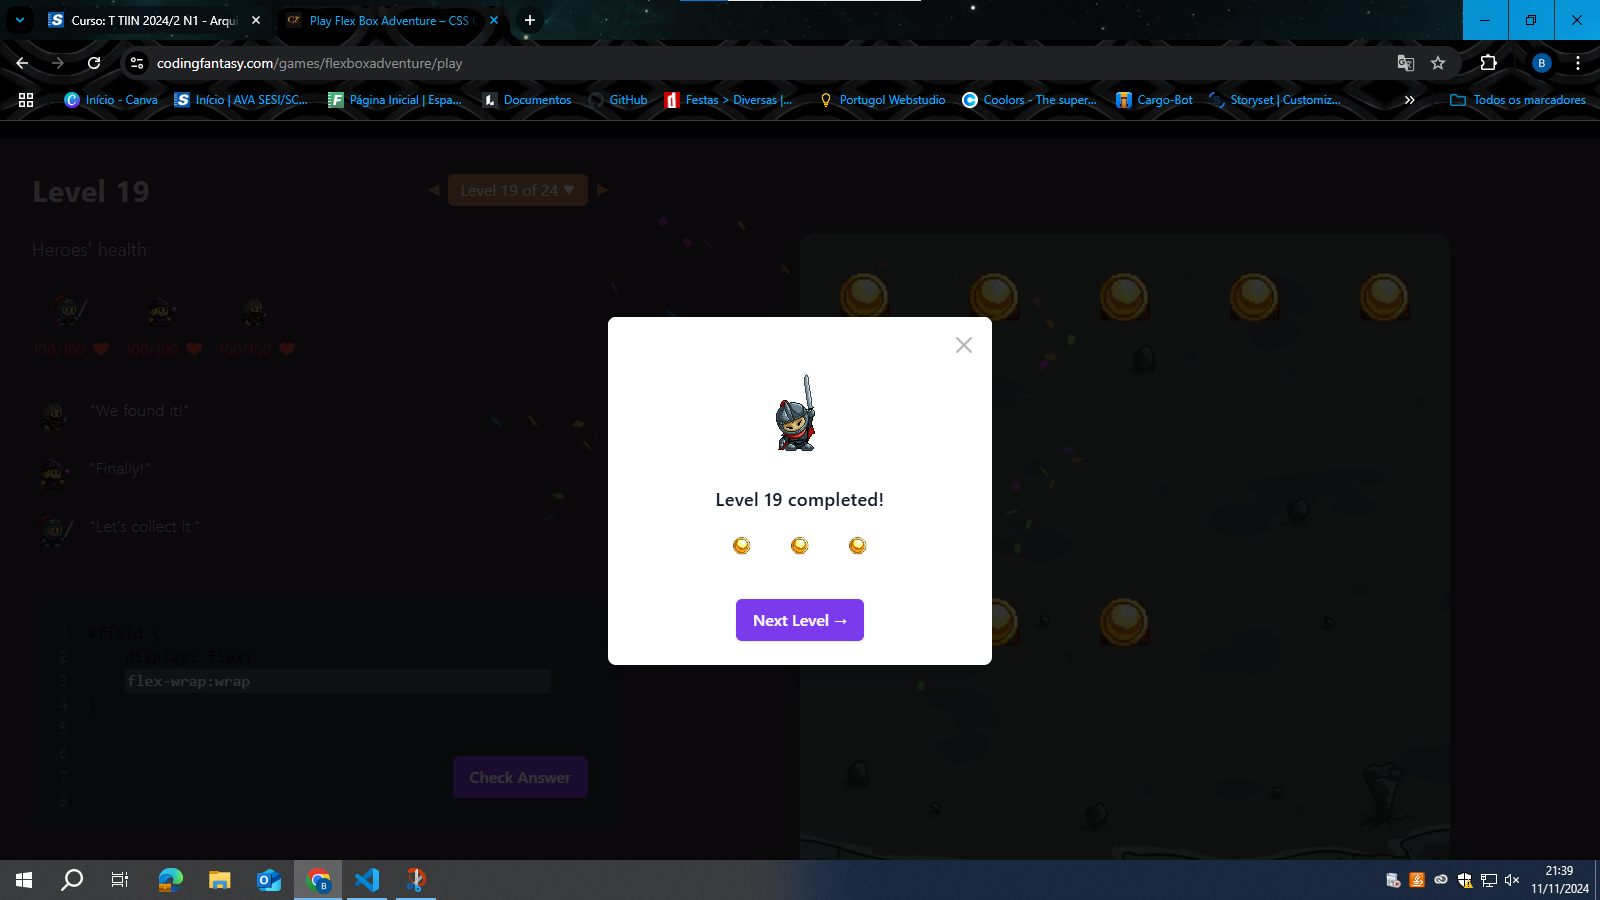 Curso: T TIIN 2024/2 N1 - Arqui
Play Flex Box Adventure – CSS
codingfantasy.com/games/flexboxadventure/play
B
Início - Canva
Início | AVA SESI/SC...
Página Inicial | Espa...
Documentos
GitHub
Festas > Diversas |...
Portugol Webstudio
Coolors - The super...
Cargo-Bot
Storyset | Customiz...
»
Todos os marcadores
Level 19
◀ Level 19 of 24 ▼ ▶
Heroes' health:
100/100 100/100 100/100
"We found it!"
"Finally!"
"Let's collect it."
1 #field {
2 display: flex;
3 flex-wrap:wrap
4 }
5
6
7
8
Check Answer
Level 19 completed!
Next Level →
21:39
11/11/2024